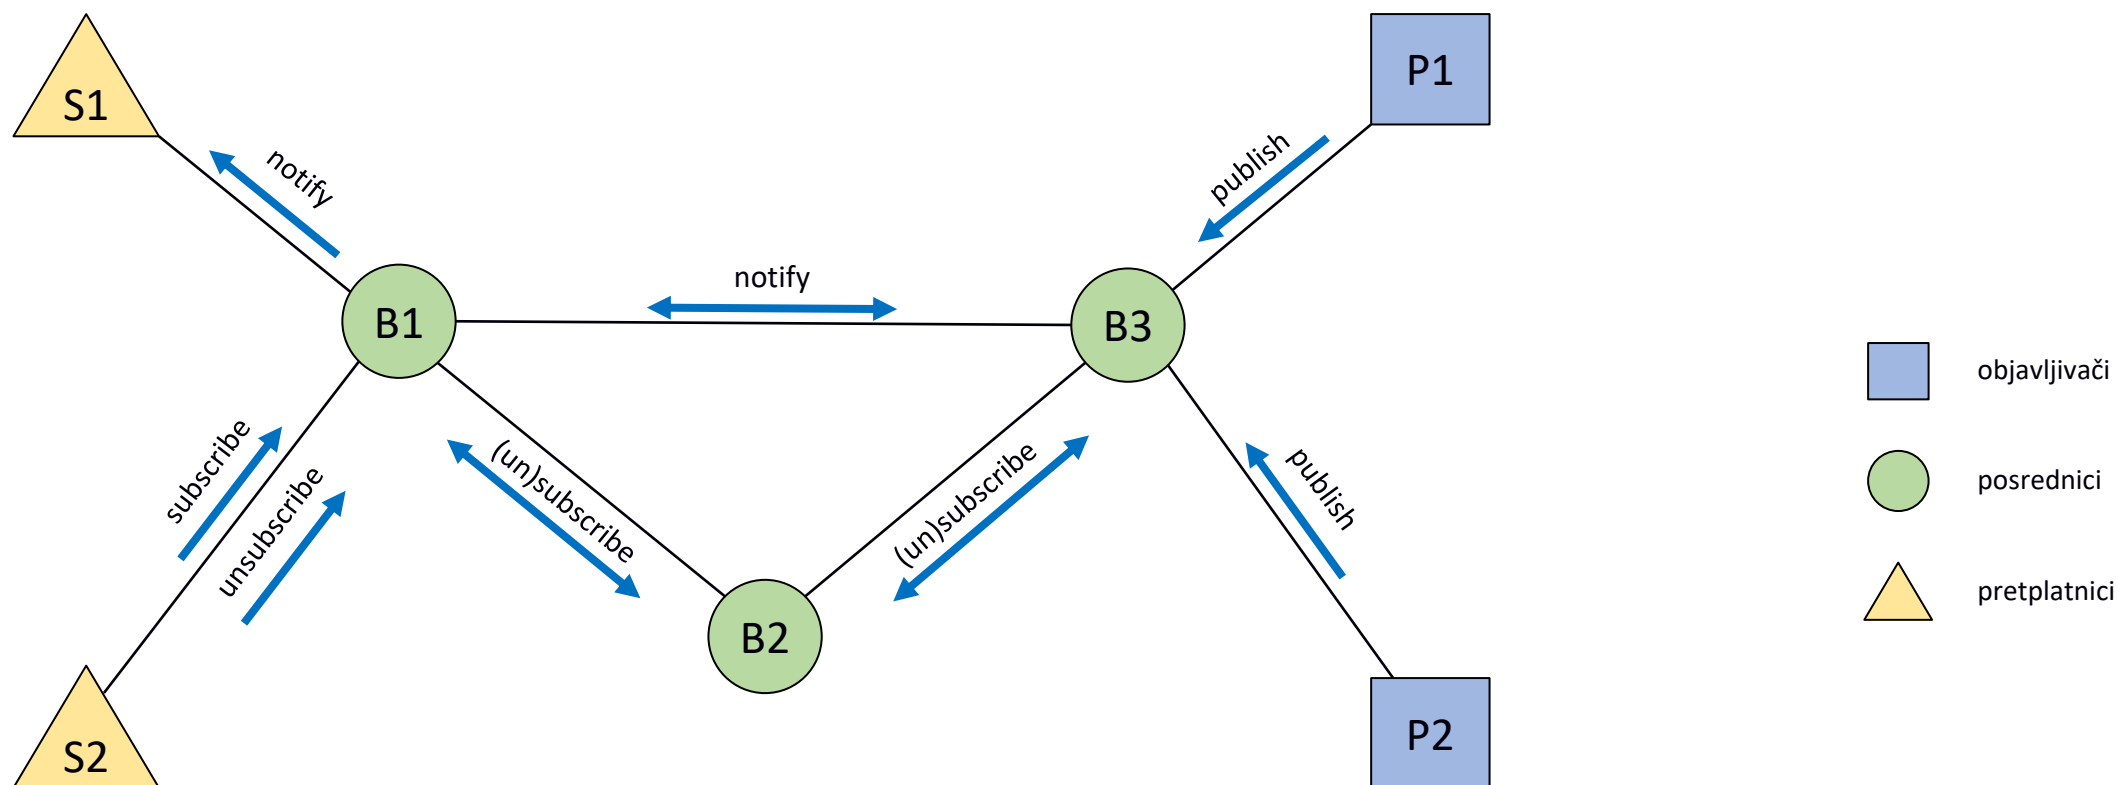 S1
P1
notify
publish
notify
B1
B3
objavljivači
subscribe
unsubscribe
(un)subscribe
(un)subscribe
publish
posrednici
B2
pretplatnici
S2
P2